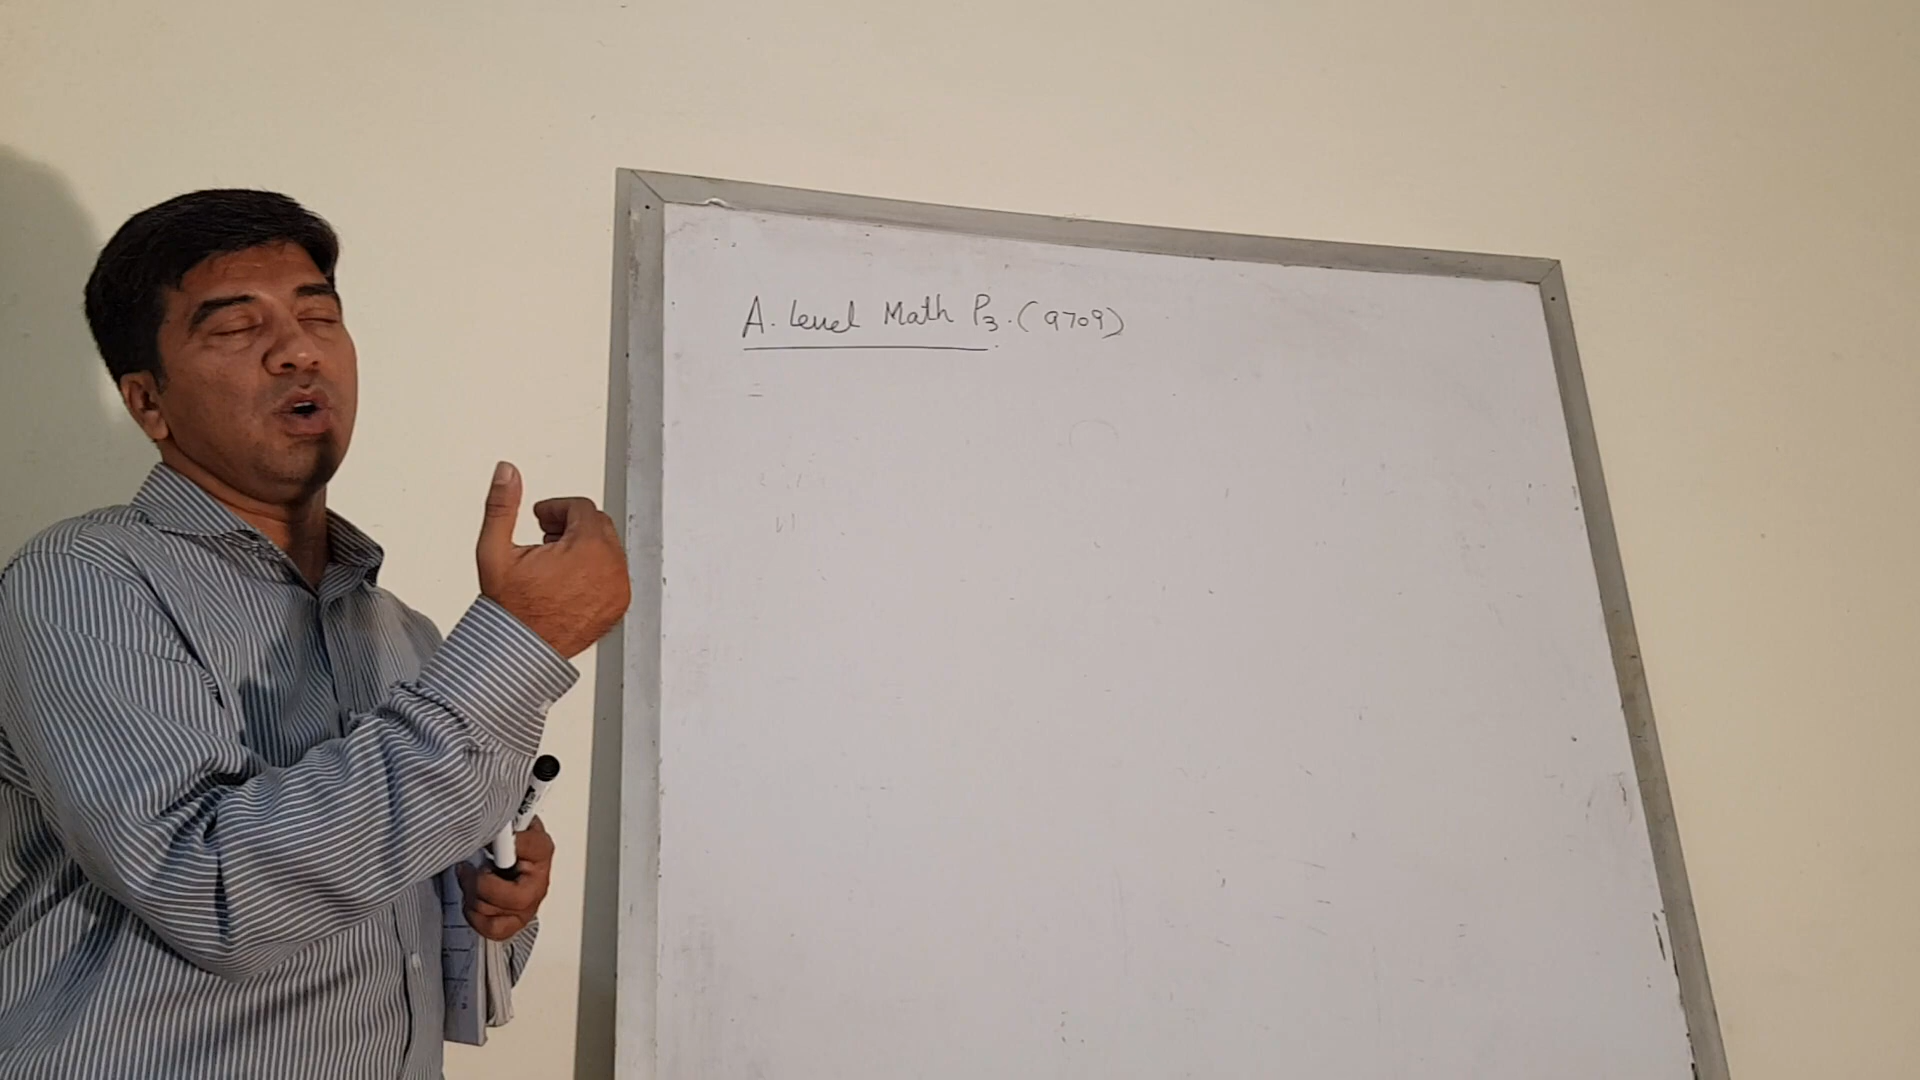 A. Level Math P3. (9709)
=